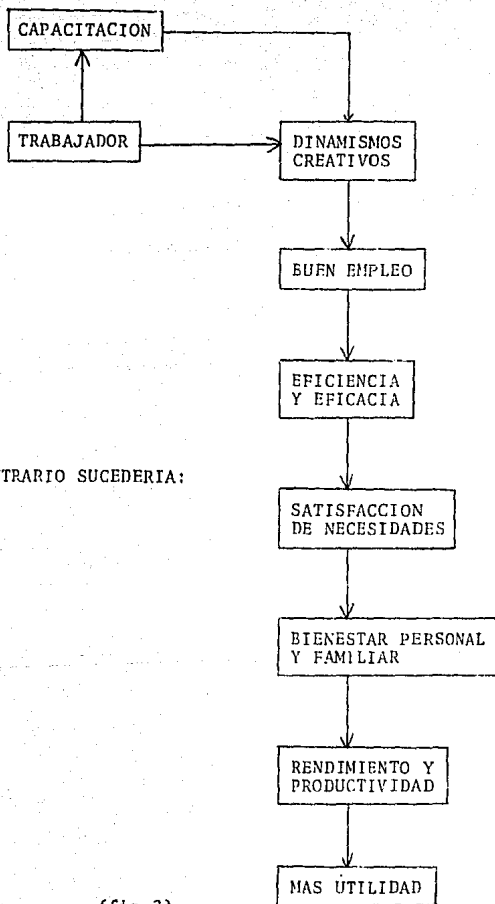 CAPACITACION
TRABAJADOR
DINAMISMOS
CREATIVOS
BUEN EMPLEO
EFICIENCIA
Y EFICACIA
TRARIO SUCEDERIA:
SATISFACCION
DE NECESIDADES
BIENESTAR PERSONAL
Y FAMILIAR
RENDIMIENTO Y
PRODUCTIVIDAD
MAS UTILIDAD